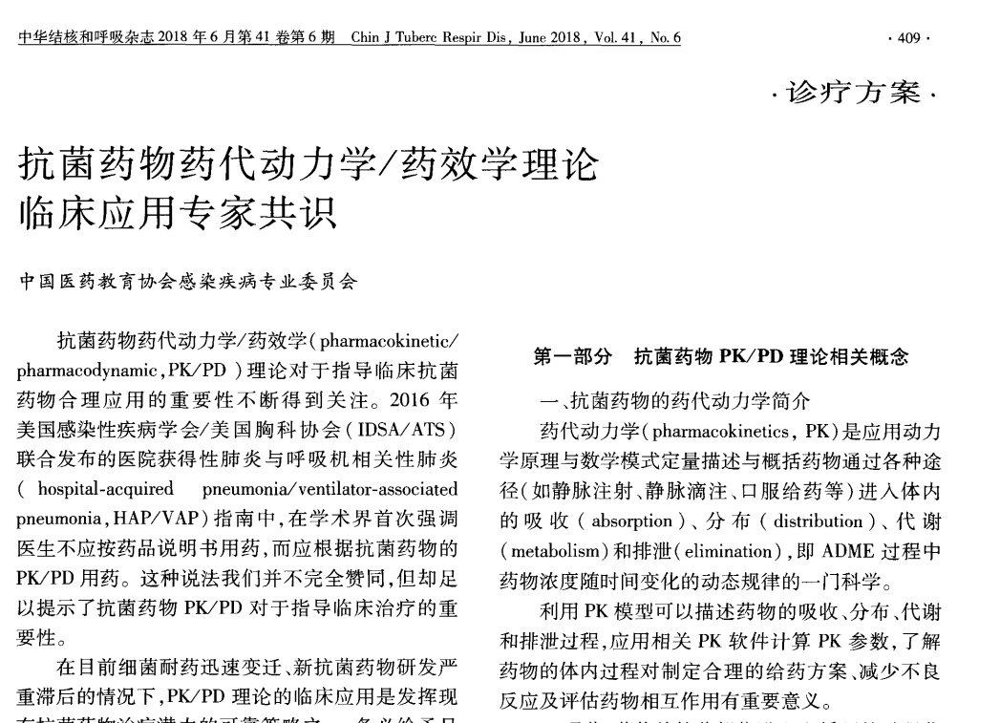 中华结核和呼吸杂志 2018 年 6 月第 41 卷第 6 期 Chin J Tuberc Respir Dis, June 2018, Vol. 41, No. 6
·409·
·诊疗方案·
抗菌药物药代动力学/药效学理论
临床应用专家共识
中国医药教育协会感染疾病专业委员会
抗菌药物药代动力学/药效学(pharmacokinetic/
pharmacodynamic,PK/PD )理论对于指导临床抗菌
药物合理应用的重要性不断得到关注。2016 年
美国感染性疾病学会/美国胸科协会(IDSA/ATS)
联合发布的医院获得性肺炎与呼吸机相关性肺炎
( hospital-acquired pneumonia/ventilator-associated
pneumonia,HAP/VAP)指南中,在学术界首次强调
医生不应按药品说明书用药,而应根据抗菌药物的
PK/PD 用药。这种说法我们并不完全赞同,但却足
以提示了抗菌药物 PK/PD 对于指导临床治疗的重
要性。
在目前细菌耐药迅速变迁、新抗菌药物研发严
重滞后的情况下,PK/PD 理论的临床应用是发挥现
第一部分 抗菌药物 PK/PD 理论相关概念
一、抗菌药物的药代动力学简介
药代动力学(pharmacokinetics, PK)是应用动力
学原理与数学模式定量描述与概括药物通过各种途
径(如静脉注射、静脉滴注、口服给药等)进入体内
的吸收(absorption)、分布(distribution)、代谢
(metabolism)和排泄(elimination),即 ADME 过程中
药物浓度随时间变化的动态规律的一门科学。
利用 PK 模型可以描述药物的吸收、分布、代谢
和排泄过程,应用相关 PK 软件计算 PK 参数,了解
药物的体内过程对制定合理的给药方案、减少不良
反应及评估药物相互作用有重要意义。